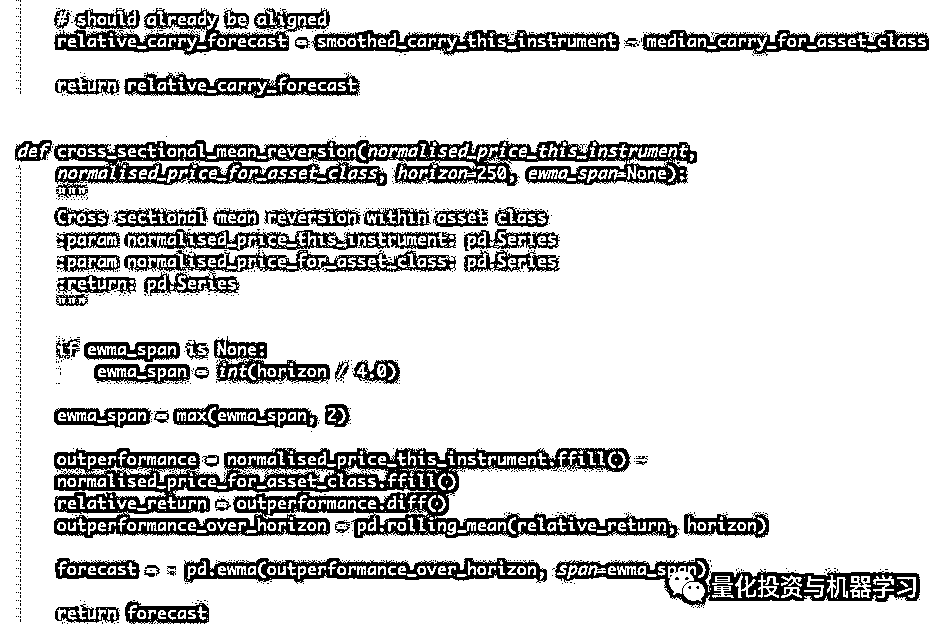 # should already be aligned
relative_carry_forecast = smoothed_carry_this_instrument - median_carry_for_asset_class
return relative_carry_forecast
def cross_sectional_mean_reversion(normalised_price_this_instrument,
normalised_price_for_asset_class, horizon=250, ewma_span=None):
"""
Cross sectional mean reversion within asset class
:param normalised_price_this_instrument: pd.Series
:param normalised_price_for_asset_class: pd.Series
:return: pd.Series
"""
if ewma_span is None:
ewma_span = int(horizon // 4.0)
ewma_span = max(ewma_span, 2)
outperformance = normalised_price_this_instrument.ffill() -
normalised_price_for_asset_class.ffill()
relative_return = outperformance.diff()
outperformance_over_horizon = pd.rolling_mean(relative_return, horizon)
forecast = - pd.ewma(outperformance_over_horizon, span=ewma_span)
量化投资与机器学习
return forecast